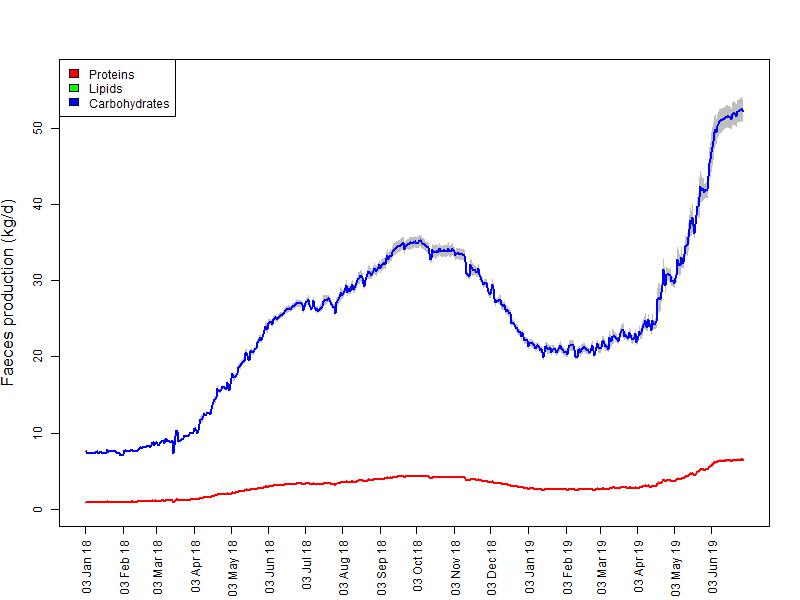 Proteins
Lipids
Carbohydrates
Faeces production (kg/d)
50
40
30
20
10
0
03 Jan 18
03 Feb 18
03 Mar 18
03 Apr 18
03 May 18
03 Jun 18
03 Jul 18
03 Aug 18
03 Sep 18
03 Oct 18
03 Nov 18
03 Dec 18
03 Jan 19
03 Feb 19
03 Mar 19
03 Apr 19
03 May 19
03 Jun 19